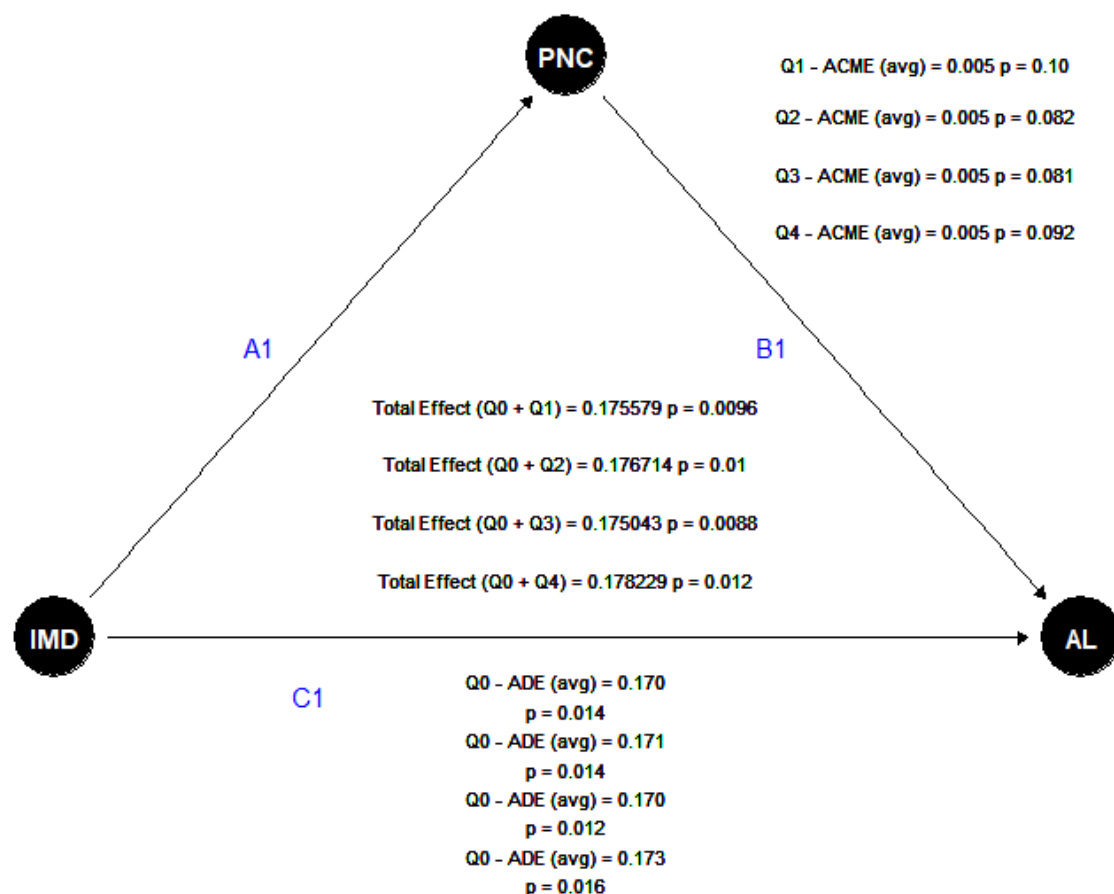 PNC
Q1 - ACME (avg) = 0.005 p = 0.10
Q2 - ACME (avg) = 0.005 p = 0.082
Q3 - ACME (avg) = 0.005 p = 0.081
Q4 - ACME (avg) = 0.005 p = 0.092
A1
B1
Total Effect (Q0 + Q1) = 0.175579 p = 0.0096
Total Effect (Q0 + Q2) = 0.176714 p = 0.01
Total Effect (Q0 + Q3) = 0.175043 p = 0.0088
Total Effect (Q0 + Q4) = 0.178229 p = 0.012
IMD
AL
C1
Q0 - ADE (avg) = 0.170
p = 0.014
Q0 - ADE (avg) = 0.171
p = 0.014
Q0 - ADE (avg) = 0.170
p = 0.012
Q0 - ADE (avg) = 0.173
p = 0.016